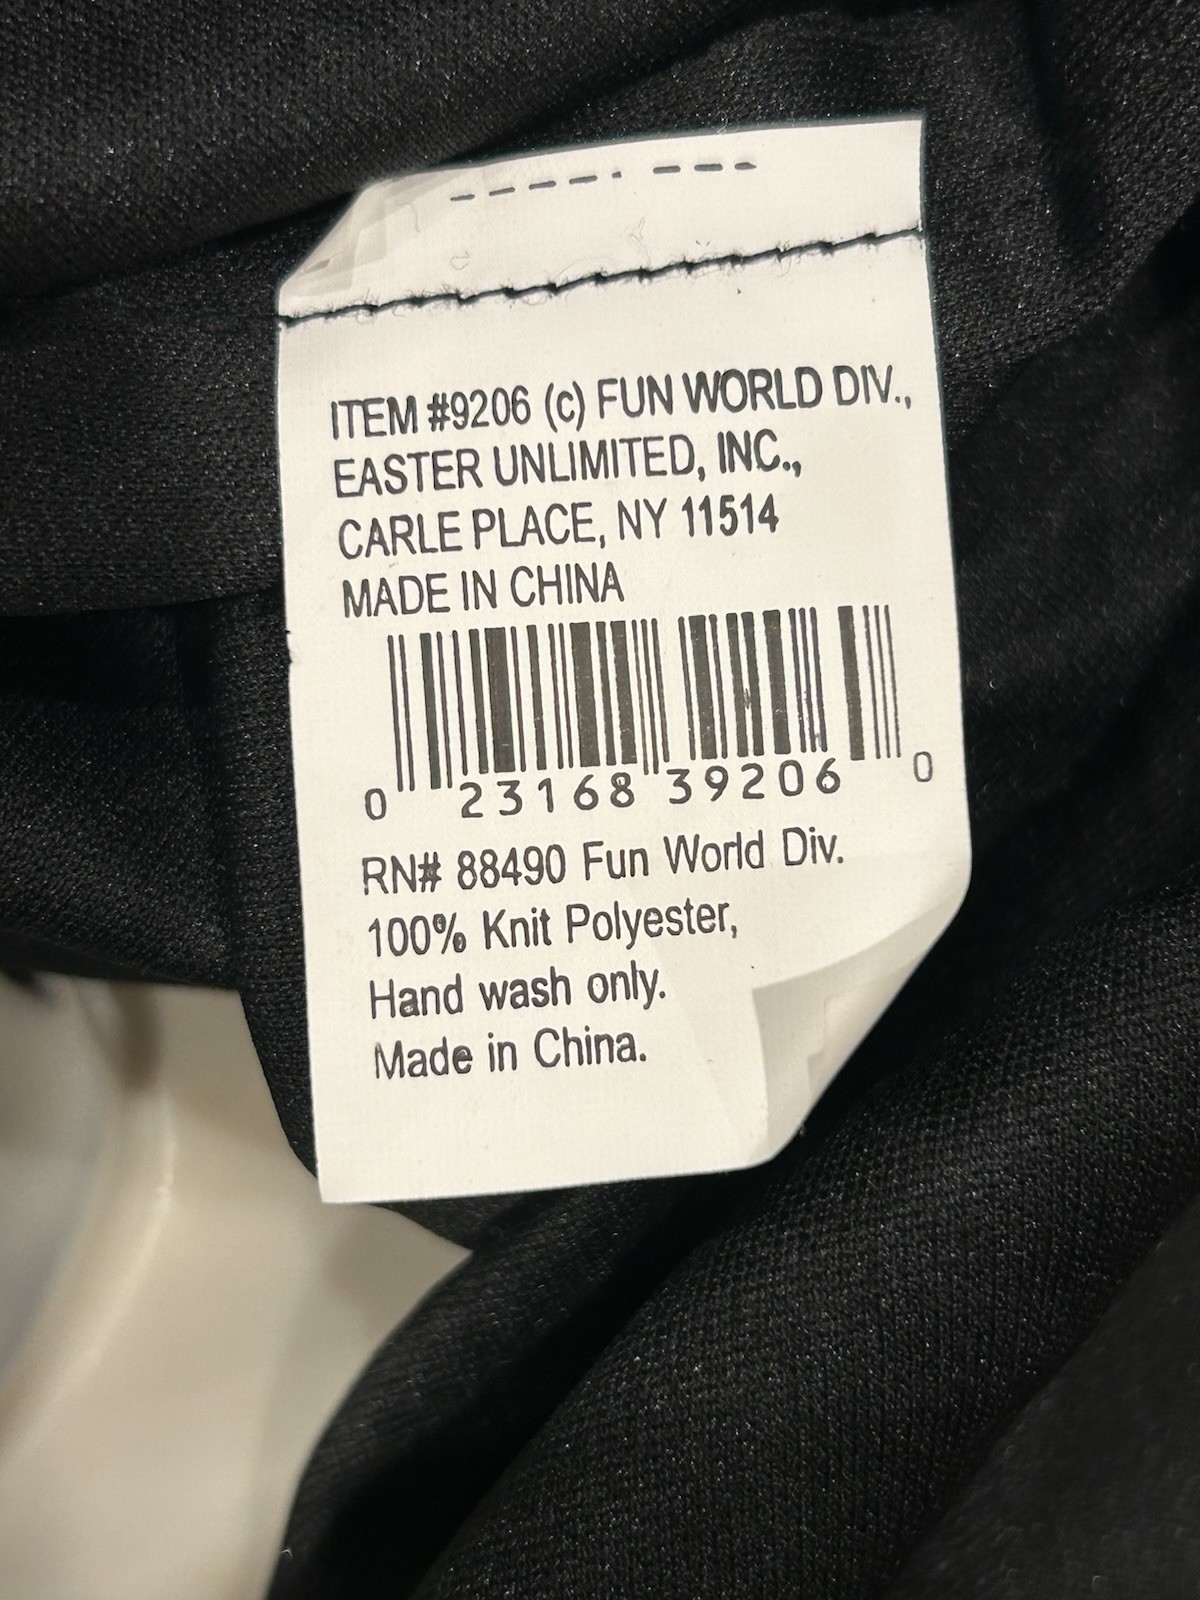 ITEM #9206 (c) FUN WORLD DIV.,
EASTER UNLIMITED, INC.,
CARLE PLACE, NY 11514
MADE IN CHINA
0 23168 39206 0
RN# 88490 Fun World Div.
100% Knit Polyester,
Hand wash only.
Made in China.